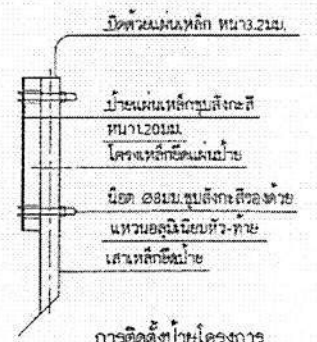 ปิดด้วยแผ่นเหล็ก หนา3.2มม.
ป้ายแผ่นเหล็กชุบสังกะสี
หนา1.20มม.
โครงเหล็กยึดแผ่นป้าย
น๊อต Ø8มม.ชุบสังกะสีรองด้วย
แหวนอลูมิเนียมหัว-ท้าย
เสาเหล็กยึดป้าย
การติดตั้งป้ายโครงการ